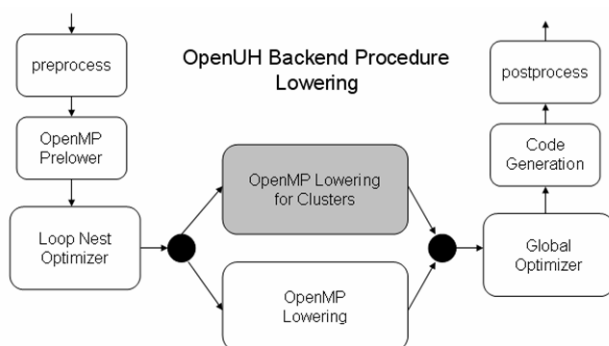 OpenUH Backend Procedure
Lowering
preprocess
OpenMP
Prelower
Loop Nest
Optimizer
OpenMP Lowering
for Clusters
OpenMP
Lowering
Global
Optimizer
Code
Generation
postprocess